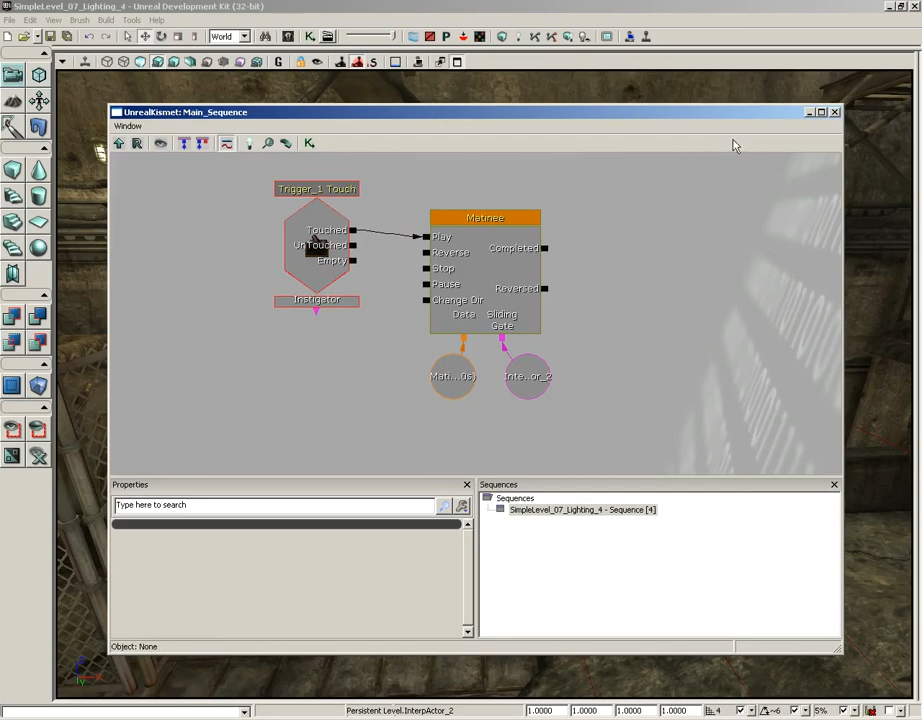 SimpleLevel_07_Lighting_4 - Unreal Development Kit (32-bit)
File Edit View Brush Build Tools Help
World
G
S
UnrealKismet: Main_Sequence
Window
Trigger_1 Touch
Touched
UnTouched
Empty
Instigator
Matinee
Play
Reverse
Stop
Pause
Change Dir
Completed
Reversed
Data
Sliding
Gate
Mati...0s)
Inte..or_2
Properties
Type here to search
Sequences
Sequences
SimpleLevel_07_Lighting_4 - Sequence [4]
Object: None
Persistent Level.InterpActor_2
1.0000 1.0000 1.0000 1.0000
4
~6
5%